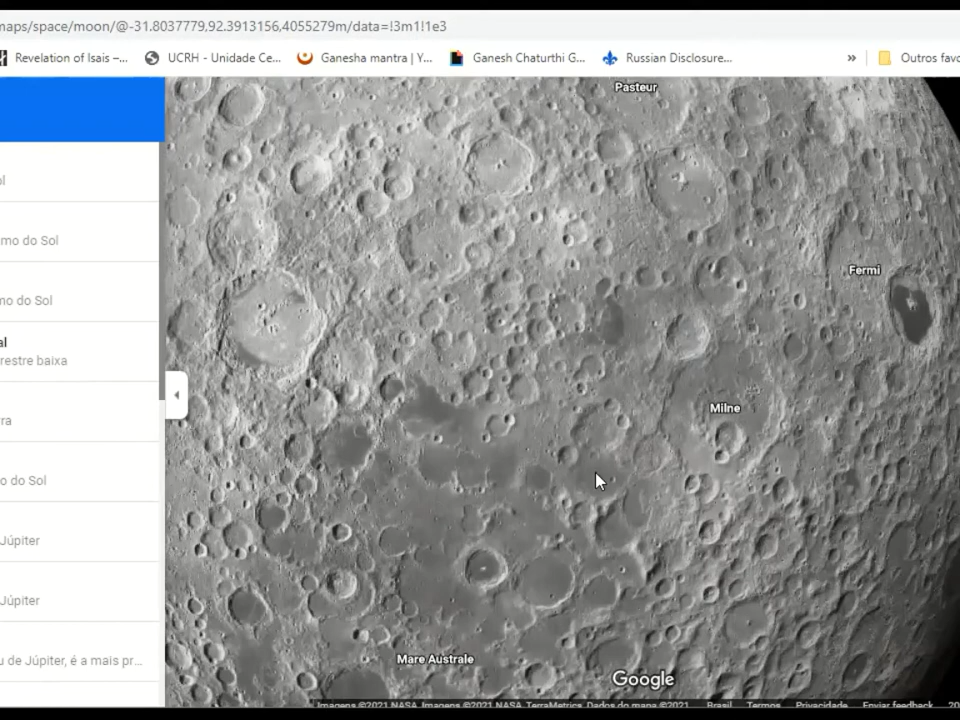 maps/space/moon/@-31.8037779,92.3913156,4055279m/data=!3m1!1e3
Revelation of Isais –...
UCRH - Unidade Ce...
Ganesha mantra | Y...
Ganesh Chaturthi G...
Russian Disclosure...
»
Outros favo
Pasteur
mo do Sol
Fermi
mo do Sol
al
restre baixa
Milne
rra
o do Sol
Júpiter
Júpiter
u de Júpiter, é a mais pr...
Mare Australe
Google
Imagens ©2021 NASA, Imagens ©2021 NASA, TerraMetrics, Dados do mapa ©2021 Brasil Termos Privacidade Enviar feedback 20